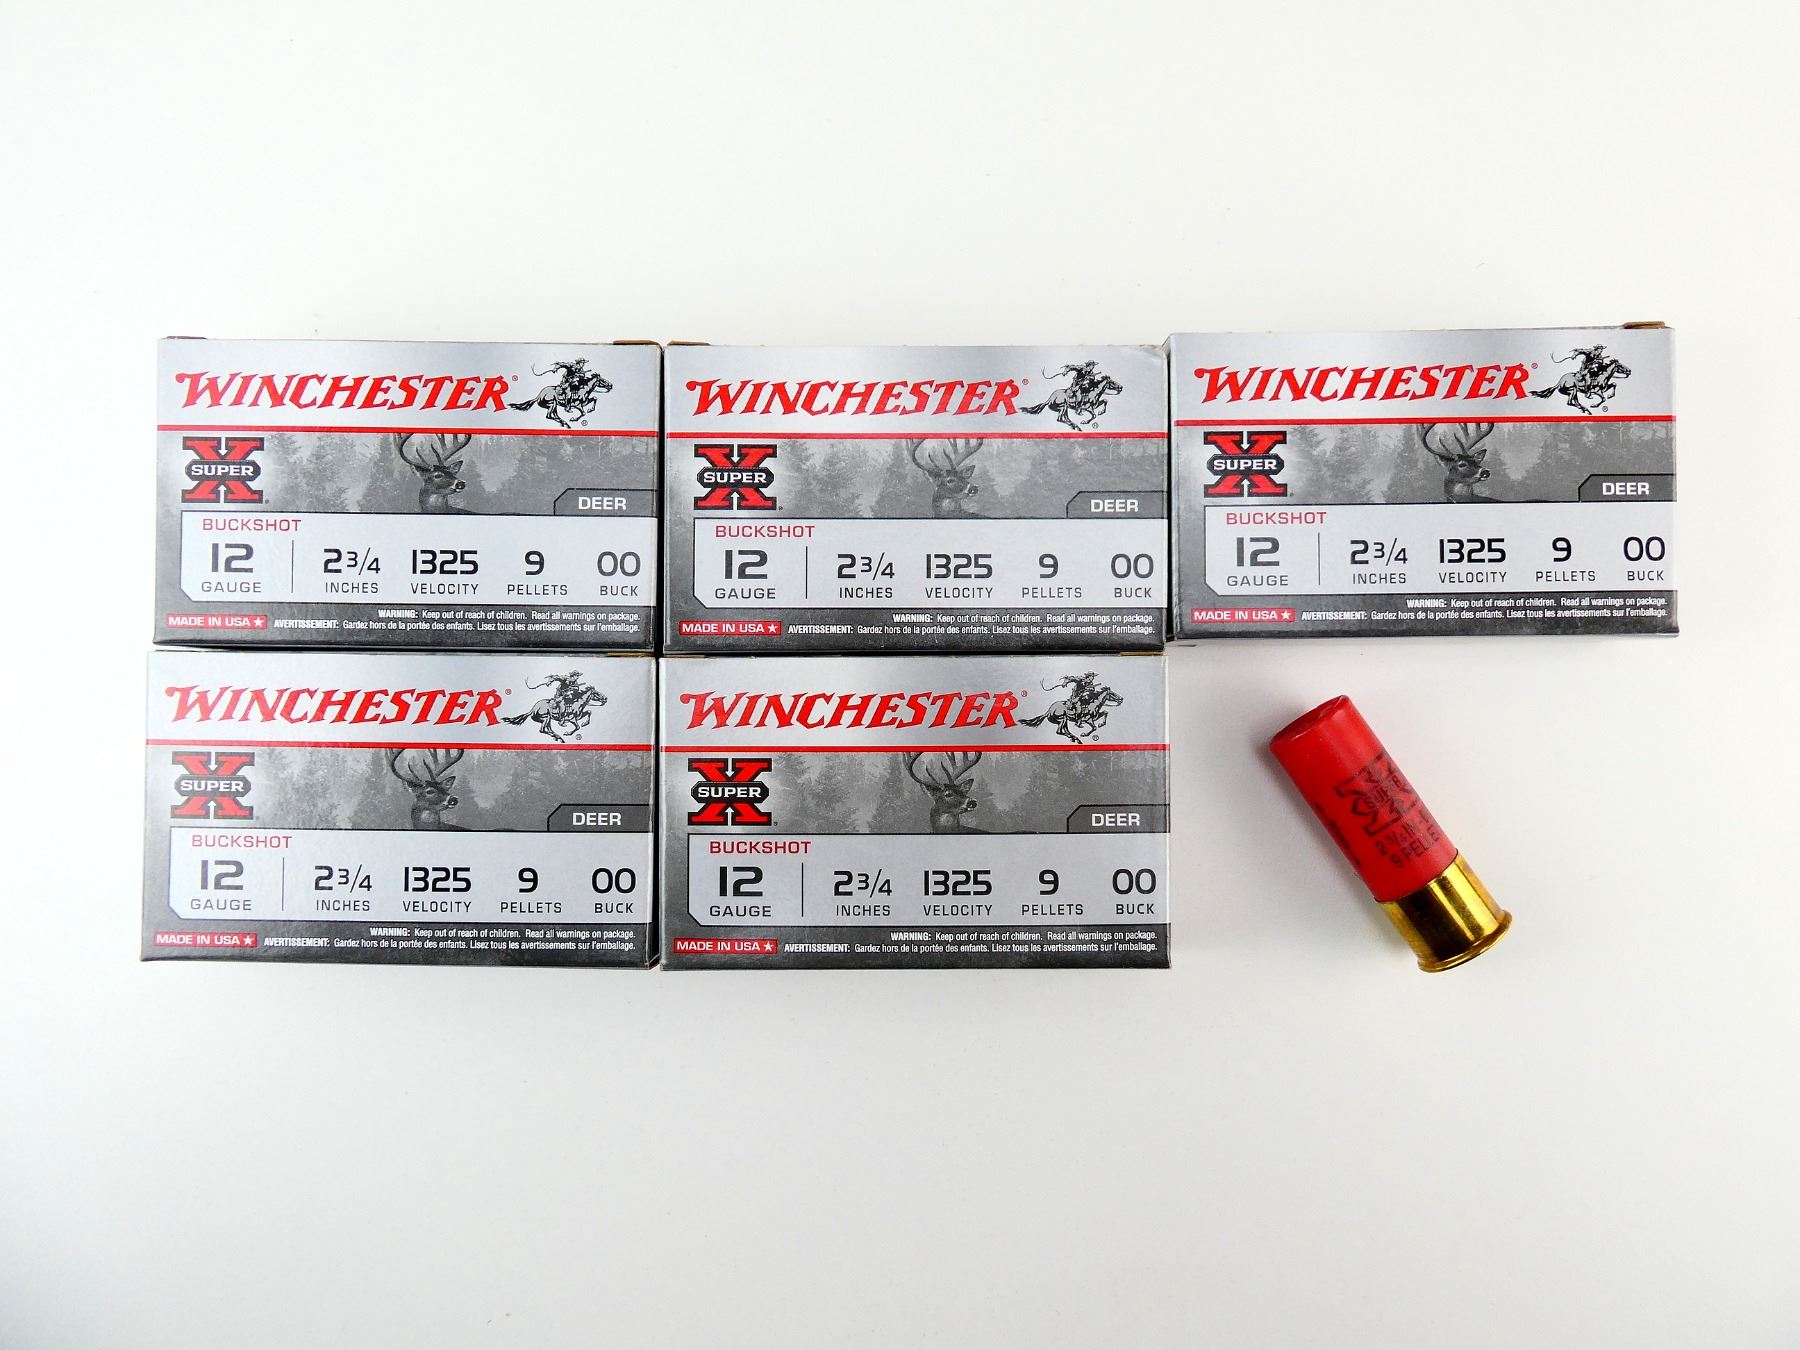 WINCHESTER®
SUPER X®
DEER
BUCKSHOT
12 2 3/4 1325 9 00
GAUGE INCHES VELOCITY PELLETS BUCK
WARNING: Keep out of reach of children. Read all warnings on package.
MADE IN USA ★ AVERTISSEMENT: Gardez hors de la portée des enfants. Lisez tous les avertissements sur l'emballage.
WINCHESTER®
SUPER X®
DEER
BUCKSHOT
12 2 3/4 1325 9 00
GAUGE INCHES VELOCITY PELLETS BUCK
WARNING: Keep out of reach of children. Read all warnings on package.
MADE IN USA ★ AVERTISSEMENT: Gardez hors de la portée des enfants. Lisez tous les avertissements sur l'emballage.
WINCHESTER®
SUPER X®
DEER
BUCKSHOT
12 2 3/4 1325 9 00
GAUGE INCHES VELOCITY PELLETS BUCK
WARNING: Keep out of reach of children. Read all warnings on package.
MADE IN USA ★ AVERTISSEMENT: Gardez hors de la portée des enfants. Lisez tous les avertissements sur l'emballage.
WINCHESTER®
SUPER X®
DEER
BUCKSHOT
12 2 3/4 1325 9 00
GAUGE INCHES VELOCITY PELLETS BUCK
WARNING: Keep out of reach of children. Read all warnings on package.
MADE IN USA ★ AVERTISSEMENT: Gardez hors de la portée des enfants. Lisez tous les avertissements sur l'emballage.
WINCHESTER®
SUPER X®
DEER
BUCKSHOT
12 2 3/4 1325 9 00
GAUGE INCHES VELOCITY PELLETS BUCK
WARNING: Keep out of reach of children. Read all warnings on package.
MADE IN USA ★ AVERTISSEMENT: Gardez hors de la portée des enfants. Lisez tous les avertissements sur l'emballage.
SUPER X
2 3/4 IN
9 PELLE